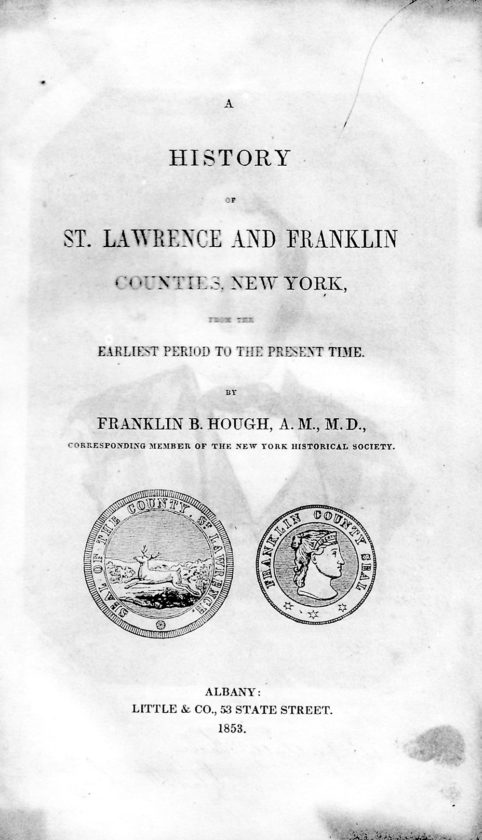 A
HISTORY
OF
ST. LAWRENCE AND FRANKLIN
COUNTIES, NEW YORK,
FROM THE
EARLIEST PERIOD TO THE PRESENT TIME.
BY
FRANKLIN B. HOUGH, A. M., M. D.,
CORRESPONDING MEMBER OF THE NEW YORK HISTORICAL SOCIETY.
SEAL OF THE COUNTY, ST. LAWRENCE.
FRANKLIN COUNTY SEAL
ALBANY:
LITTLE & CO., 53 STATE STREET.
1853.